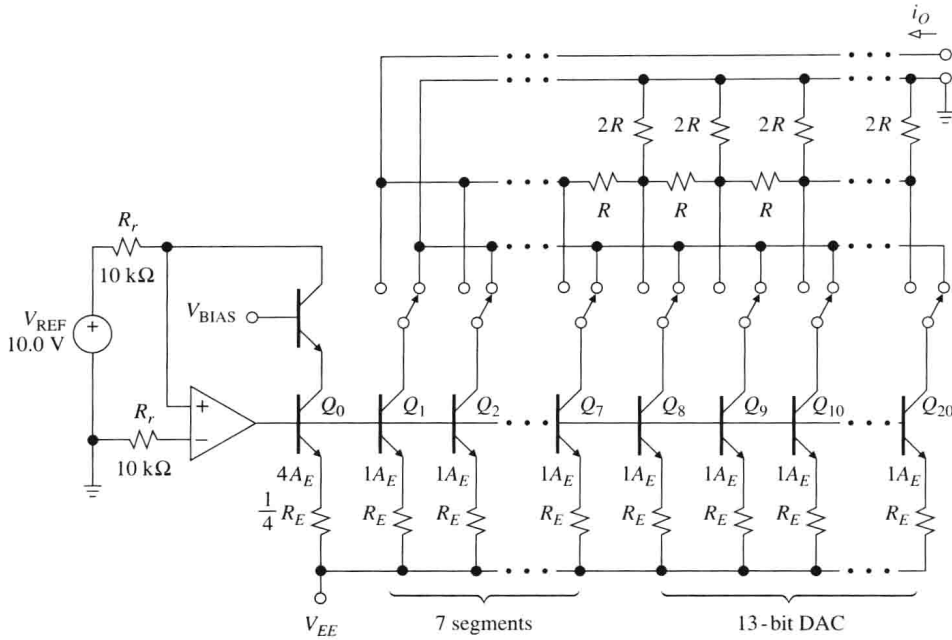 i_O
2R 2R 2R 2R
R R R
R_r
10 kΩ
V_BIAS
V_REF
10.0 V
+
+
−
R_r
10 kΩ
Q_0 Q_1 Q_2 Q_7 Q_8 Q_9 Q_10 Q_20
4A_E 1A_E 1A_E 1A_E 1A_E 1A_E 1A_E 1A_E
1/4 R_E R_E R_E R_E R_E R_E R_E R_E
V_EE
7 segments
13-bit DAC